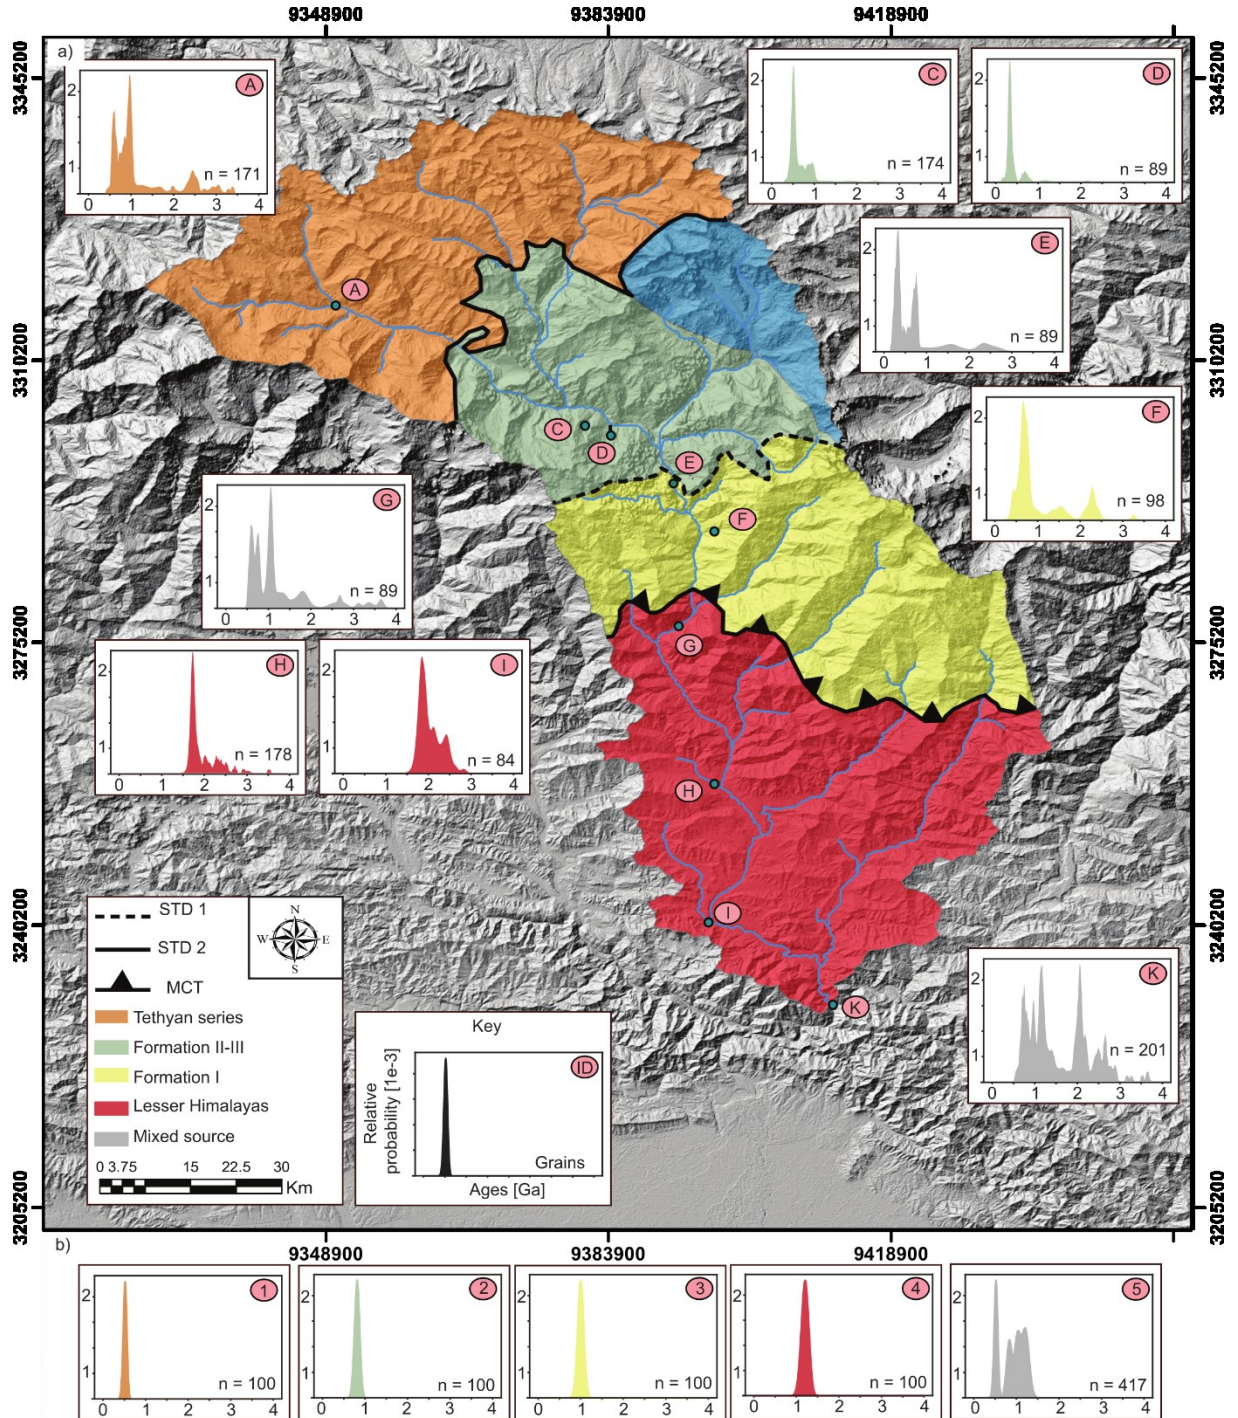 9348900 9383900 9418900
a)
3345200 3345200
3310200 3310200
3275200 3275200
3240200 3240200
3205200 3205200
A
2
1
n = 171
0 1 2 3 4
C
2
1
n = 174
0 1 2 3 4
D
2
1
n = 89
0 1 2 3 4
E
2
1
n = 89
0 1 2 3 4
F
2
1
n = 98
0 1 2 3 4
G
2
1
n = 89
0 1 2 3 4
H
2
1
n = 178
0 1 2 3 4
I
2
1
n = 84
0 1 2 3 4
K
2
1
n = 201
0 1 2 3 4
A
C
D
E
F
G
H
I
K
STD 1
STD 2
MCT
Tethyan series
Formation II-III
Formation I
Lesser Himalayas
Mixed source
0 3.75 15 22.5 30
Km
N
W E
S
Key
ID
Relative
probability [1e-3]
Grains
Ages [Ga]
9348900 9383900 9418900
b)
1
2
1
n = 100
0 1 2 3 4
2
2
1
n = 100
0 1 2 3 4
3
2
1
n = 100
0 1 2 3 4
4
2
1
n = 100
0 1 2 3 4
5
2
1
n = 417
0 1 2 3 4